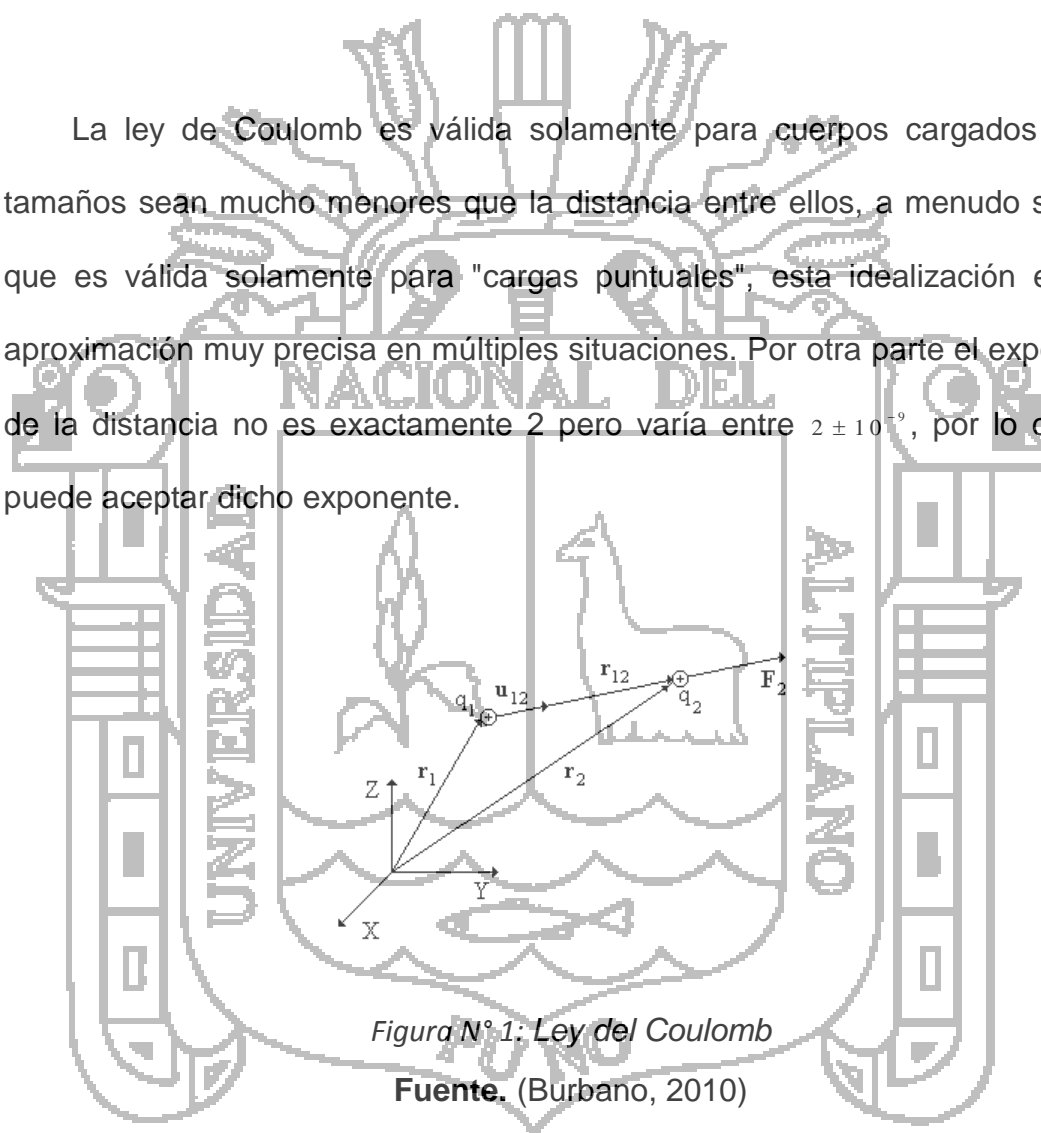 La ley de Coulomb es válida solamente para cuerpos cargados
tamaños sean mucho menores que la distancia entre ellos, a menudo s
que es válida solamente para "cargas puntuales", esta idealización e
aproximación muy precisa en múltiples situaciones. Por otra parte el expo
NACIONAL DEL
de la distancia no es exactamente 2 pero varía entre 2 ± 10⁻⁹, por lo
puede aceptar dicho exponente.
UNIVERSIDAD
ALTIPLANO
r₁₂
u₁₂
F₂
q₁
q₂
r₁
r₂
Z
Y
X
Figura N° 1: Ley del Coulomb
PUNO
Fuente. (Burbano, 2010)